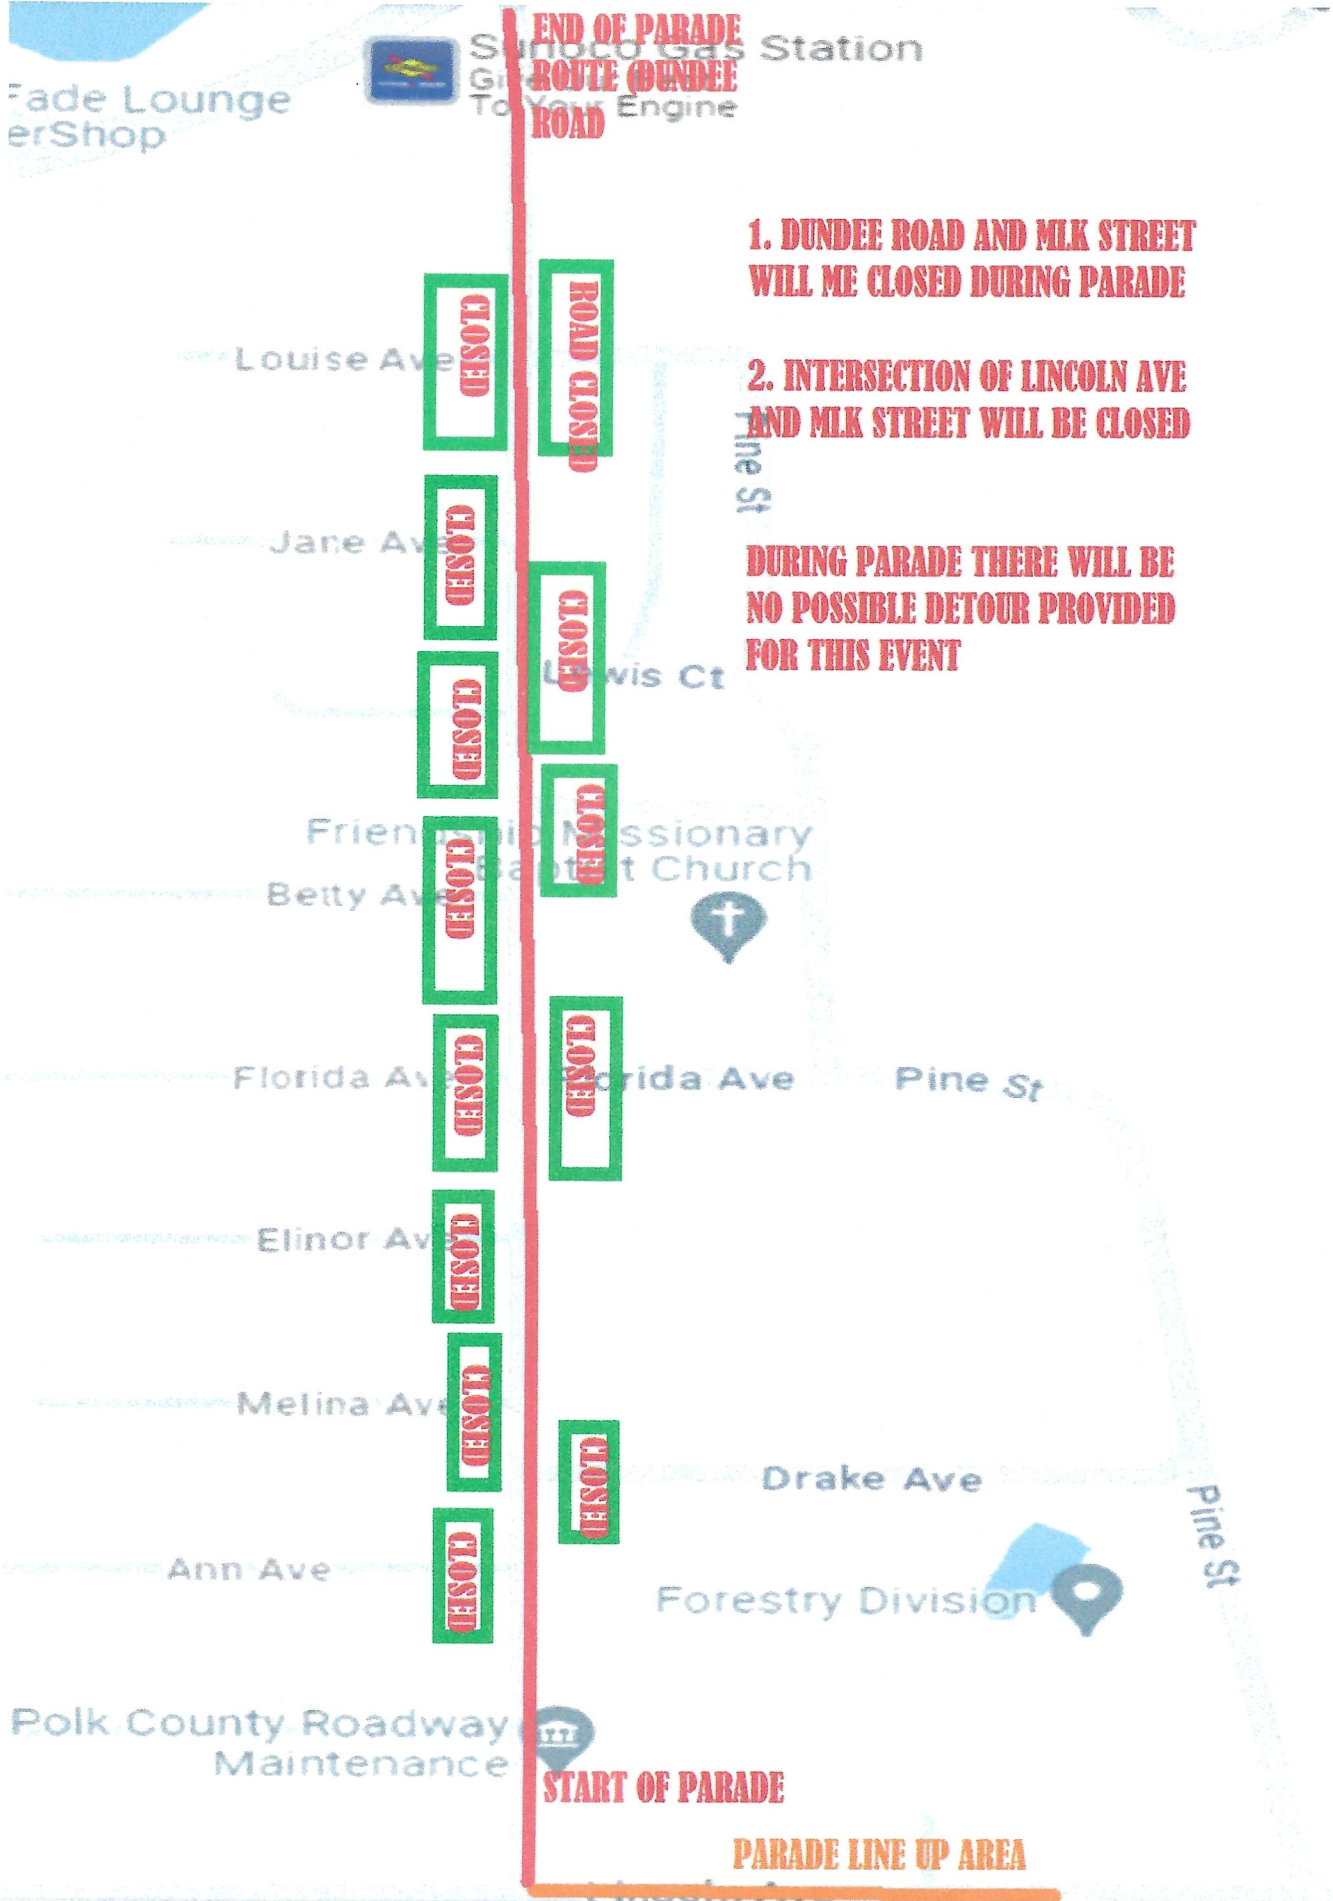 END OF PARADE
ROUTE (DUNDEE
ROAD
Sunoco Gas Station
To Your Engine
Fade Lounge
erShop
1. DUNDEE ROAD AND MLK STREET
WILL ME CLOSED DURING PARADE
2. INTERSECTION OF LINCOLN AVE
AND MLK STREET WILL BE CLOSED
DURING PARADE THERE WILL BE
NO POSSIBLE DETOUR PROVIDED
FOR THIS EVENT
CLOSED
ROAD CLOSED
Louise Ave
Pine St
CLOSED
Jane Ave
CLOSED
Lewis Ct
CLOSED
CLOSED
Friendship Missionary
Baptist Church
CLOSED
Betty Ave
CLOSED
CLOSED
Florida Ave
Florida Ave
Pine St
CLOSED
Elinor Ave
CLOSED
Melina Ave
CLOSED
Drake Ave
Pine St
CLOSED
Ann Ave
Forestry Division
Polk County Roadway
Maintenance
START OF PARADE
PARADE LINE UP AREA